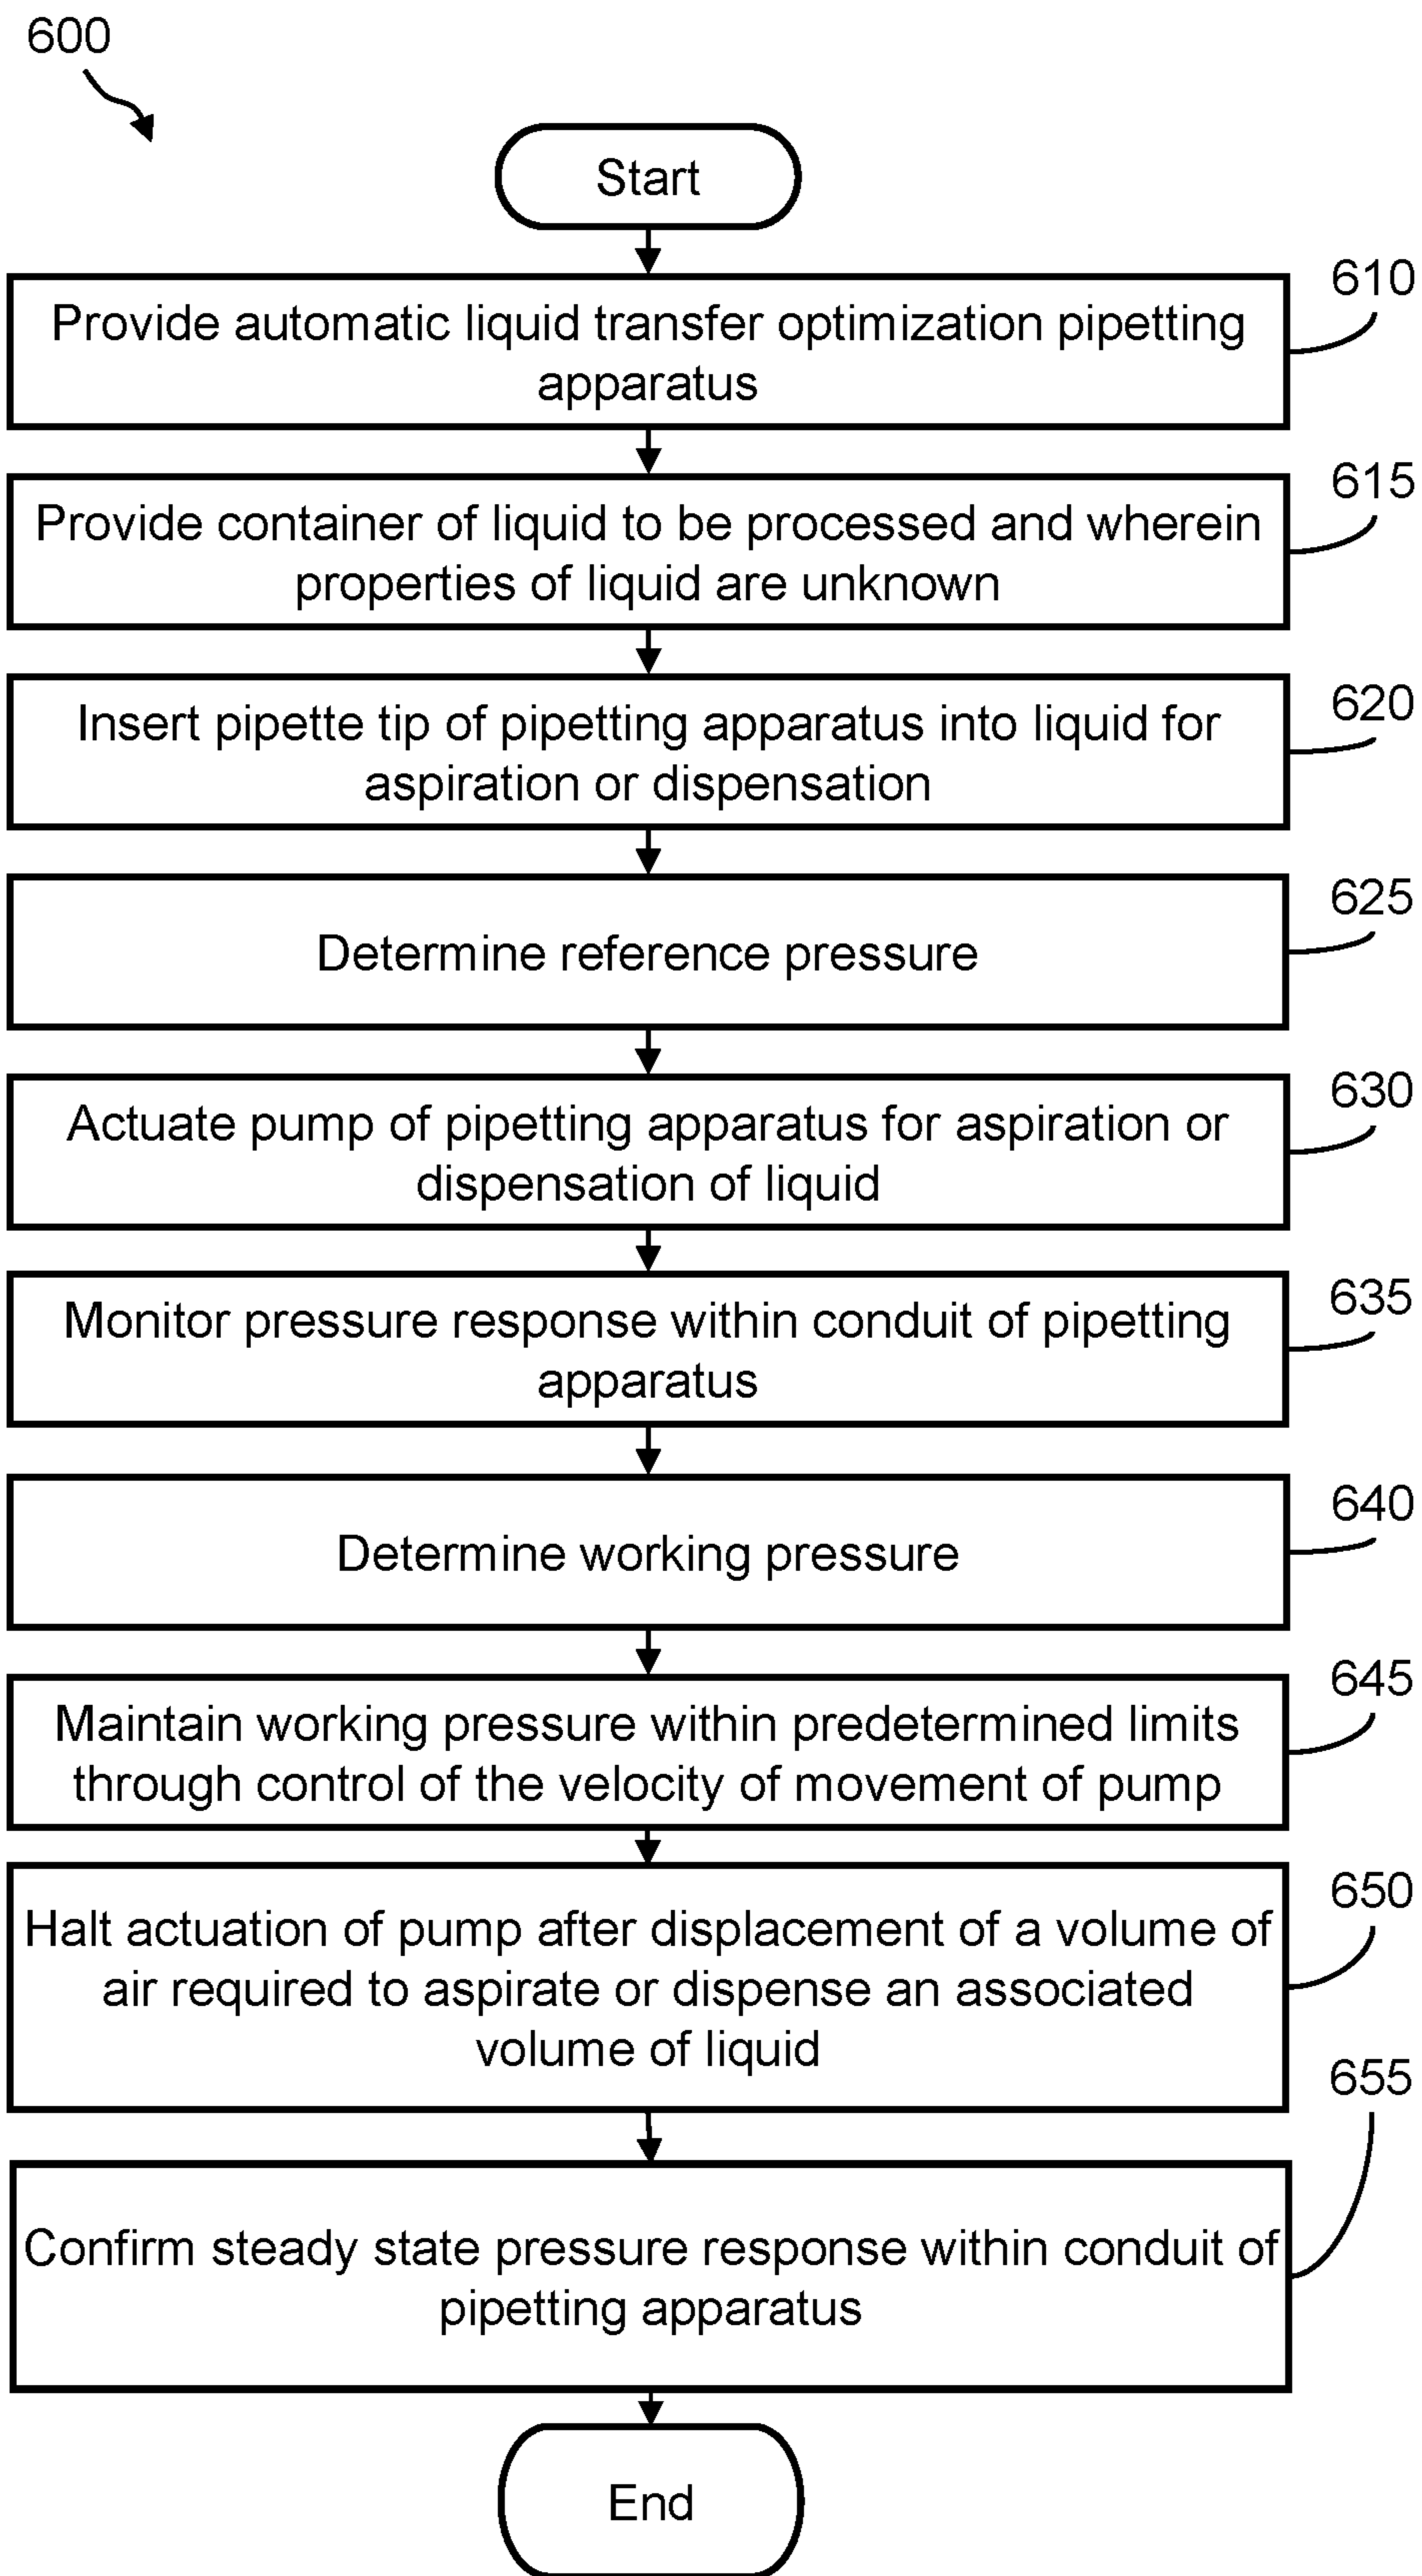 600
Start
610
Provide automatic liquid transfer optimization pipetting
apparatus
615
Provide container of liquid to be processed and wherein
properties of liquid are unknown
620
Insert pipette tip of pipetting apparatus into liquid for
aspiration or dispensation
625
Determine reference pressure
630
Actuate pump of pipetting apparatus for aspiration or
dispensation of liquid
635
Monitor pressure response within conduit of pipetting
apparatus
640
Determine working pressure
645
Maintain working pressure within predetermined limits
through control of the velocity of movement of pump
650
Halt actuation of pump after displacement of a volume of
air required to aspirate or dispense an associated
volume of liquid
655
Confirm steady state pressure response within conduit of
pipetting apparatus
End